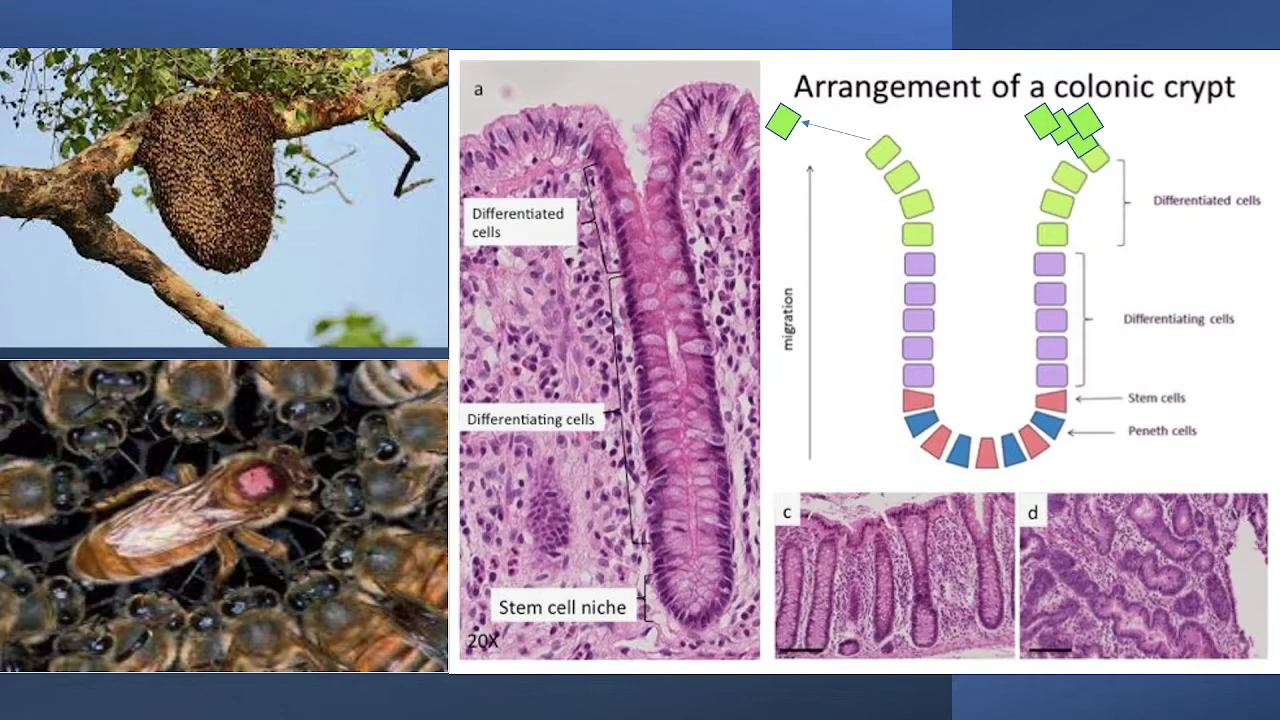 a
Differentiated
cells
Differentiating cells
Stem cell niche
20X
Arrangement of a colonic crypt
migration
Differentiated cells
Differentiating cells
Stem cells
Peneth cells
c
d